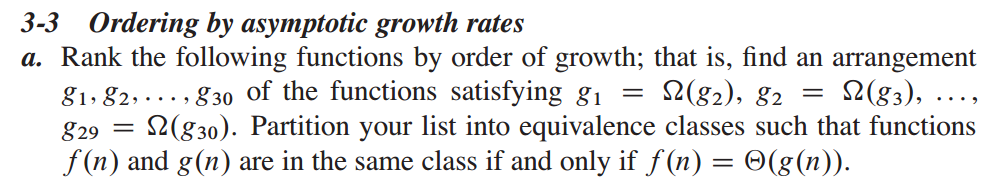 3-3 Ordering by asymptotic growth rates
a. Rank the following functions by order of growth; that is, find an arrangement
g₁, g₂, . . . , g₃₀ of the functions satisfying g₁ = Ω(g₂), g₂ = Ω(g₃), . . . ,
g₂₉ = Ω(g₃₀). Partition your list into equivalence classes such that functions
f(n) and g(n) are in the same class if and only if f(n) = Θ(g(n)).